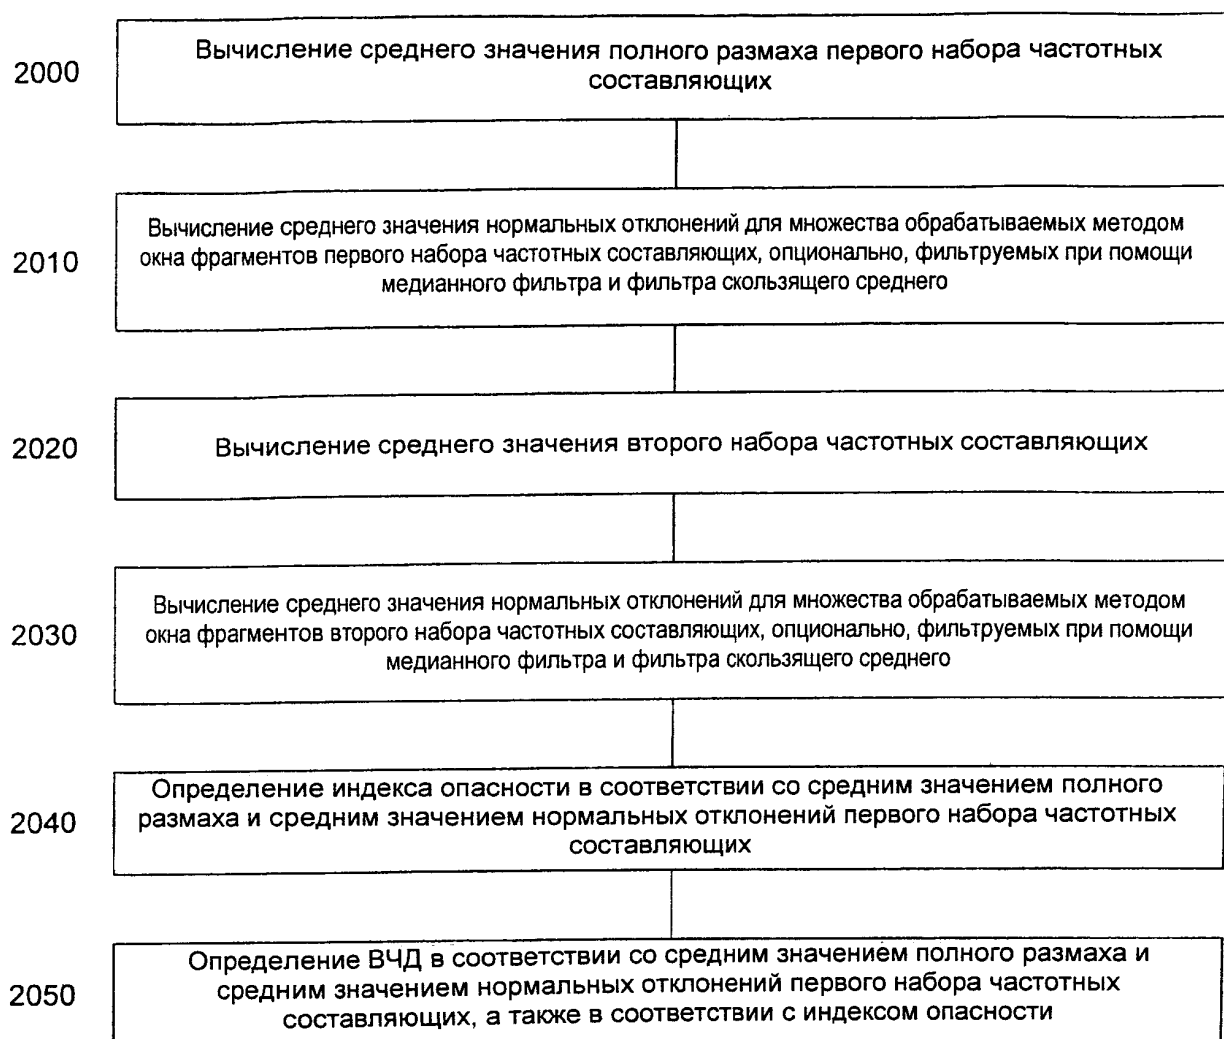 2000
Вычисление среднего значения полного размаха первого набора частотных
составляющих
2010
Вычисление среднего значения нормальных отклонений для множества обрабатываемых методом
окна фрагментов первого набора частотных составляющих, опционально, фильтруемых при помощи
медианного фильтра и фильтра скользящего среднего
2020
Вычисление среднего значения второго набора частотных составляющих
2030
Вычисление среднего значения нормальных отклонений для множества обрабатываемых методом
окна фрагментов второго набора частотных составляющих, опционально, фильтруемых при помощи
медианного фильтра и фильтра скользящего среднего
2040
Определение индекса опасности в соответствии со средним значением полного
размаха и средним значением нормальных отклонений первого набора частотных
составляющих
2050
Определение ВЧД в соответствии со средним значением полного размаха и
средним значением нормальных отклонений первого набора частотных
составляющих, а также в соответствии с индексом опасности